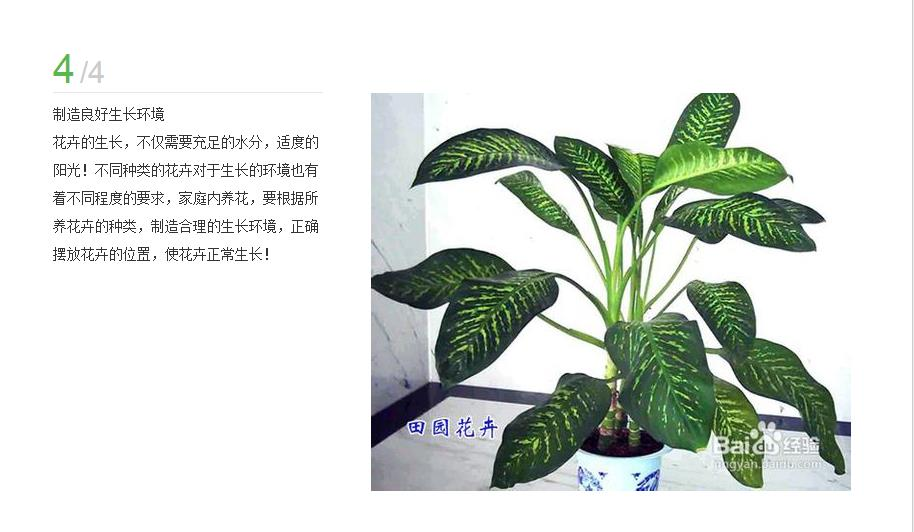 4/4
制造良好生长环境
花卉的生长，不仅需要充足的水分，适度的
阳光！不同种类的花卉对于生长的环境也有
着不同程度的要求，家庭内养花，要根据所
养花卉的种类，制造合理的生长环境，正确
摆放花卉的位置，使花卉正常生长！
田园花卉
Bai 经验
jingyan.baidu.com